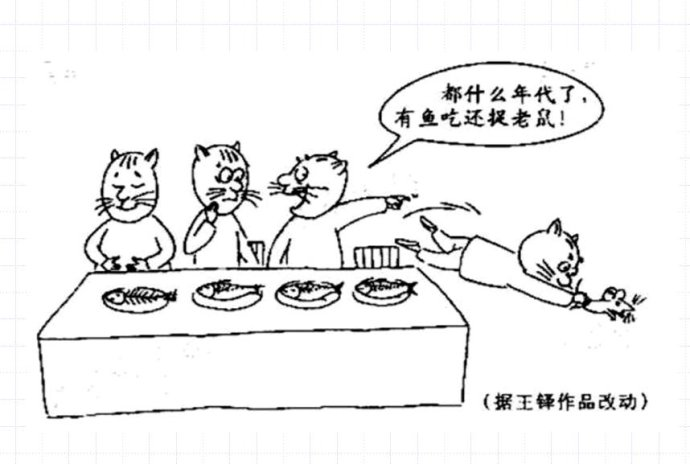 都什么年代了，
有鱼吃还捉老鼠！
（据王铎作品改动）